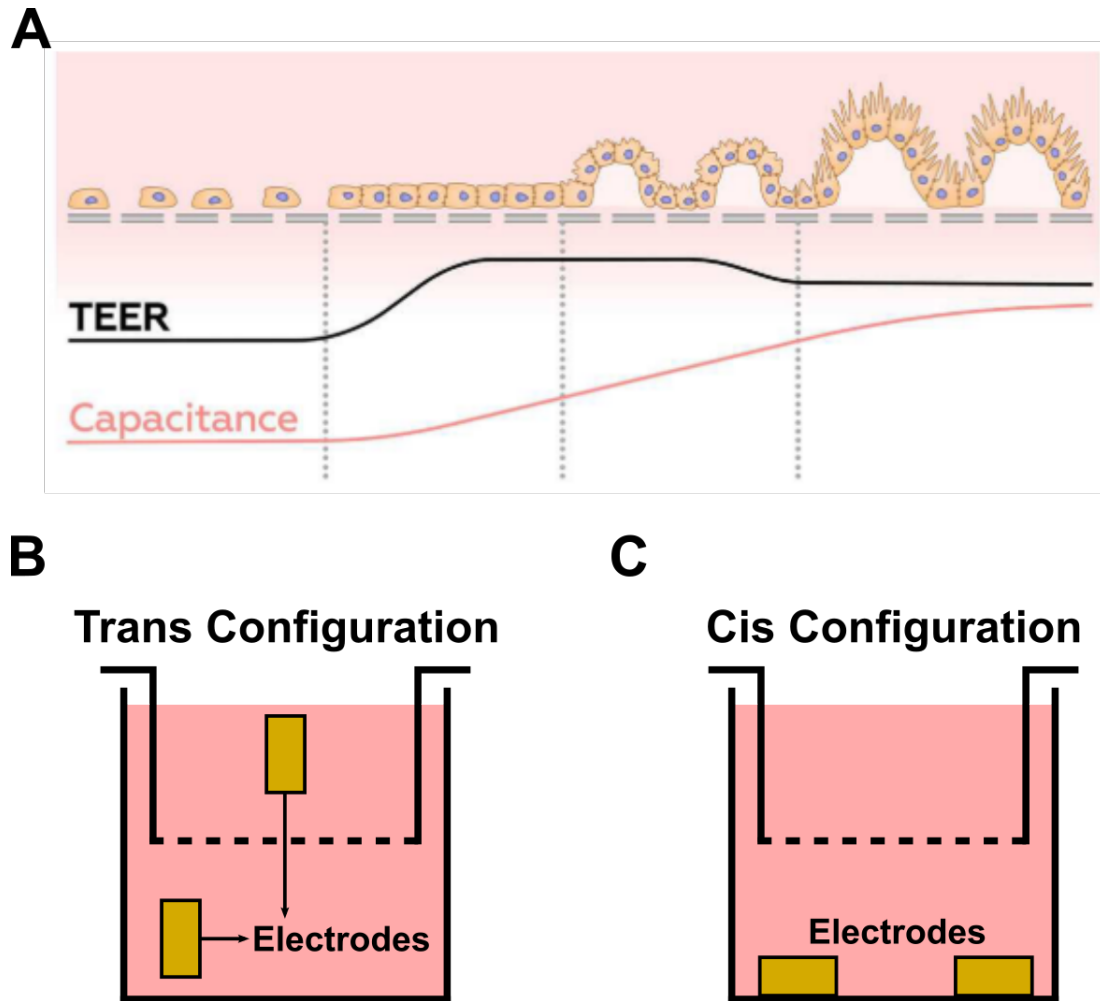 A
TEER
Capacitance
B
C
Trans Configuration
Cis Configuration
Electrodes
Electrodes